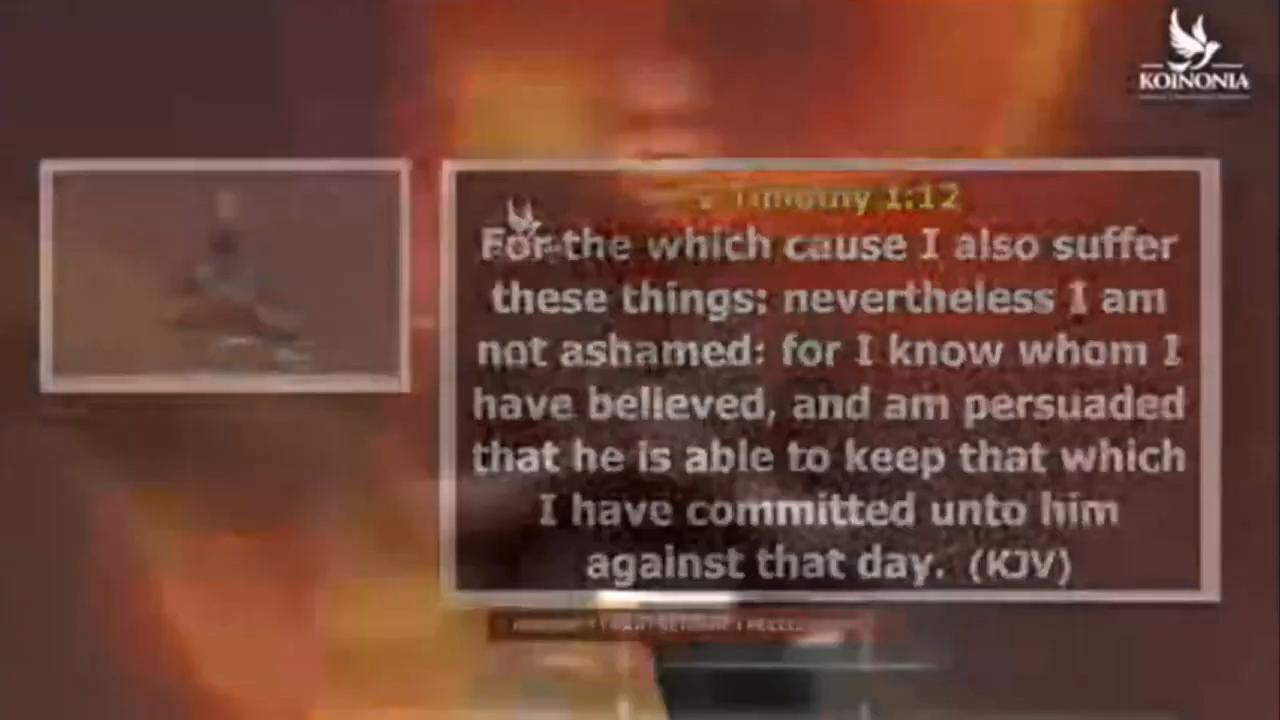 KOINONIA
2 Timothy 1:12
For the which cause I also suffer
these things: nevertheless I am
not ashamed: for I know whom I
have believed, and am persuaded
that he is able to keep that which
I have committed unto him
against that day. (KJV)